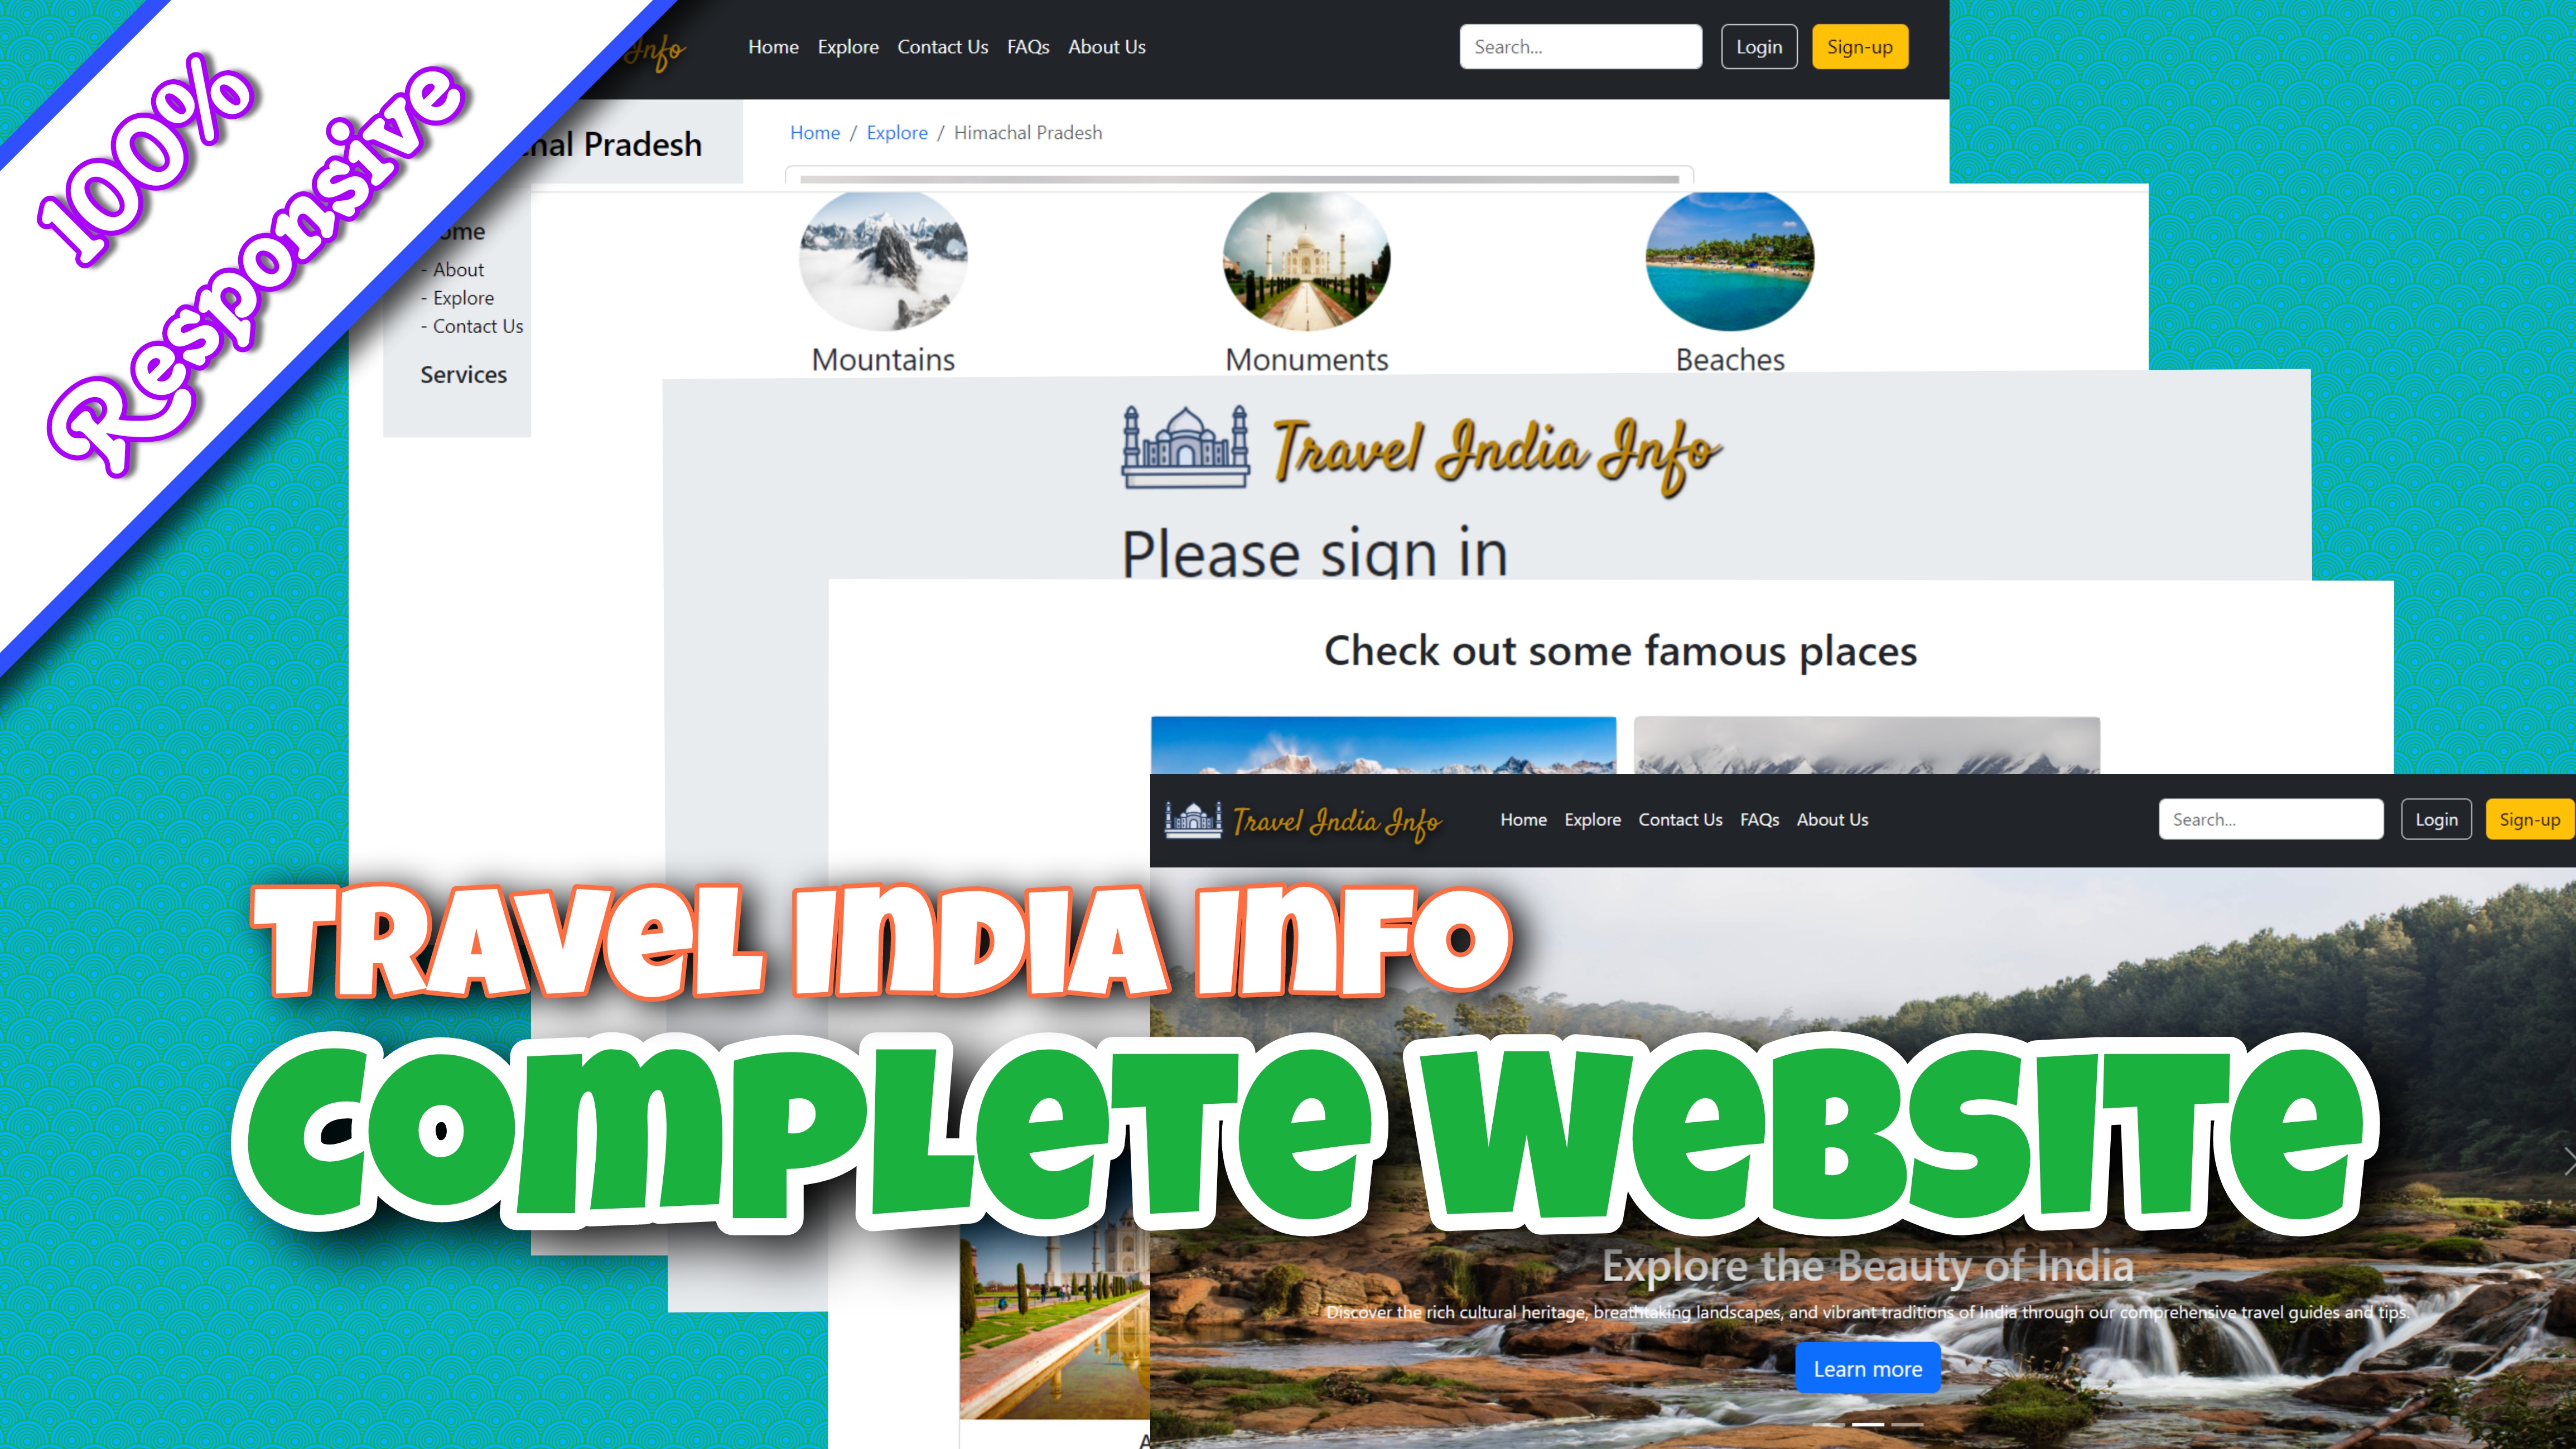 100%
Responsive
Info
Home Explore Contact Us FAQs About Us
Search...
Login
Sign-up
Pradesh
Home / Explore / Himachal Pradesh
- About
- Explore
- Contact Us
Services
Mountains
Monuments
Beaches
Travel India Info
Please sign in
Check out some famous places
Travel India Info
Home Explore Contact Us FAQs About Us
Search...
Login
Sign-up
TRAVEL INDIA INFO
COMPLETE WEBSITE
Explore the Beauty of India
Discover the rich cultural heritage, breathtaking landscapes, and vibrant traditions of India through our comprehensive travel guides and tips.
Learn more